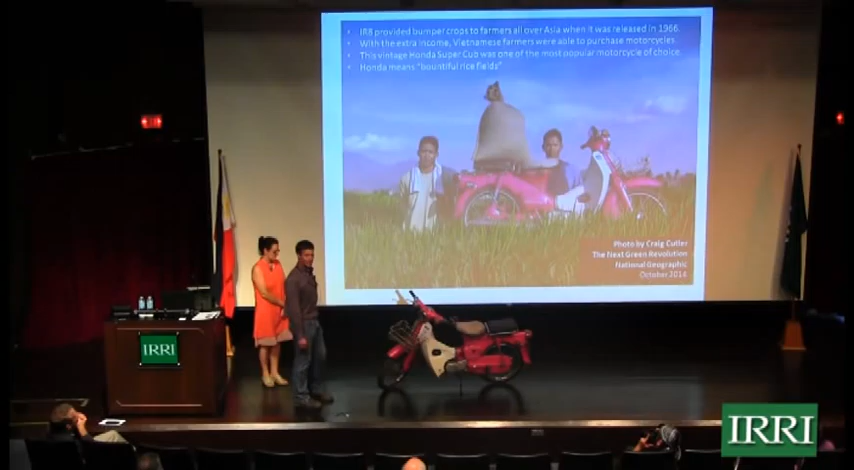 • IR8 provided bumper crops to farmers all over Asia when it was released in 1966.
• With the extra income, Vietnamese farmers were able to purchase motorcycles
• This vintage Honda Super Cub was one of the most popular motorcycle of choice.
• Honda means "bountiful rice fields"
Photo by Craig Cutler
The Next Green Revolution
National Geographic
October 2014
IRRI
IRRI